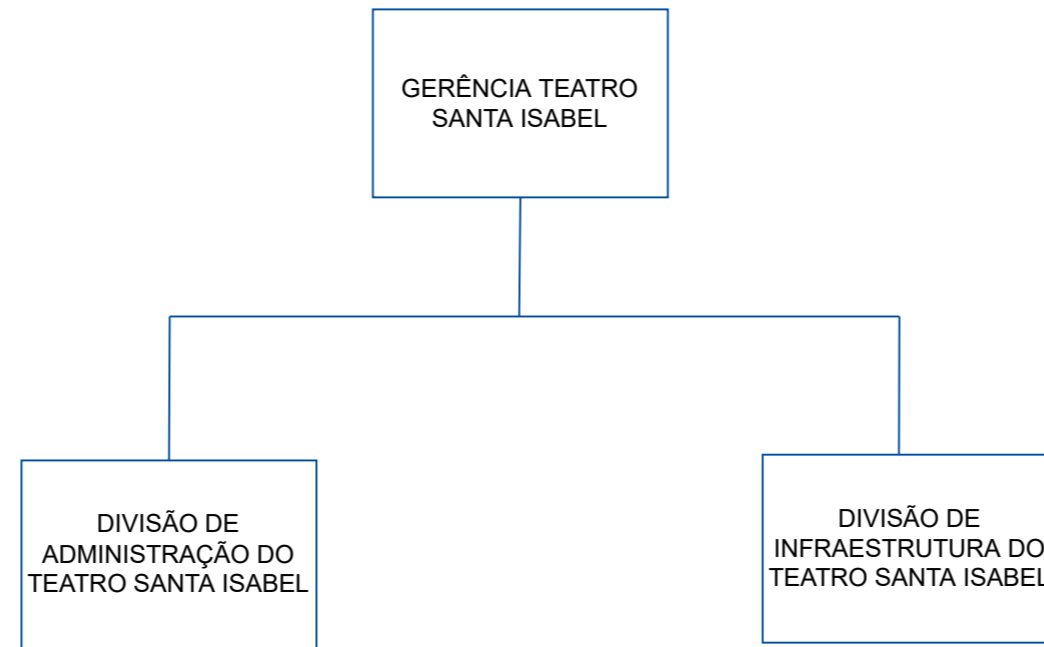 GERÊNCIA TEATRO
SANTA ISABEL
DIVISÃO DE
ADMINISTRAÇÃO DO
TEATRO SANTA ISABEL
DIVISÃO DE
INFRAESTRUTURA DO
TEATRO SANTA ISABEL